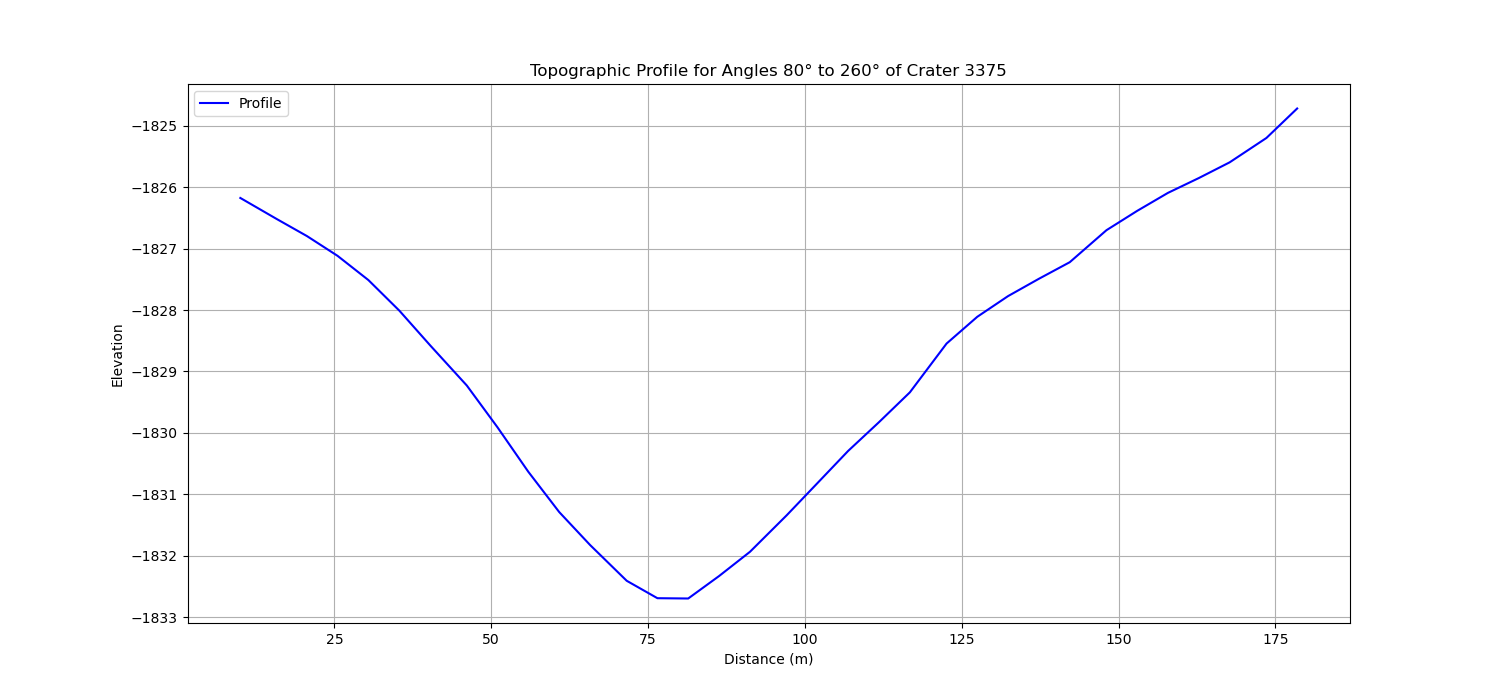 Topographic Profile for Angles 80° to 260° of Crater 3375
Profile
−1825
−1826
−1827
−1828
−1829
−1830
−1831
−1832
−1833
Elevation
25 50 75 100 125 150 175
Distance (m)